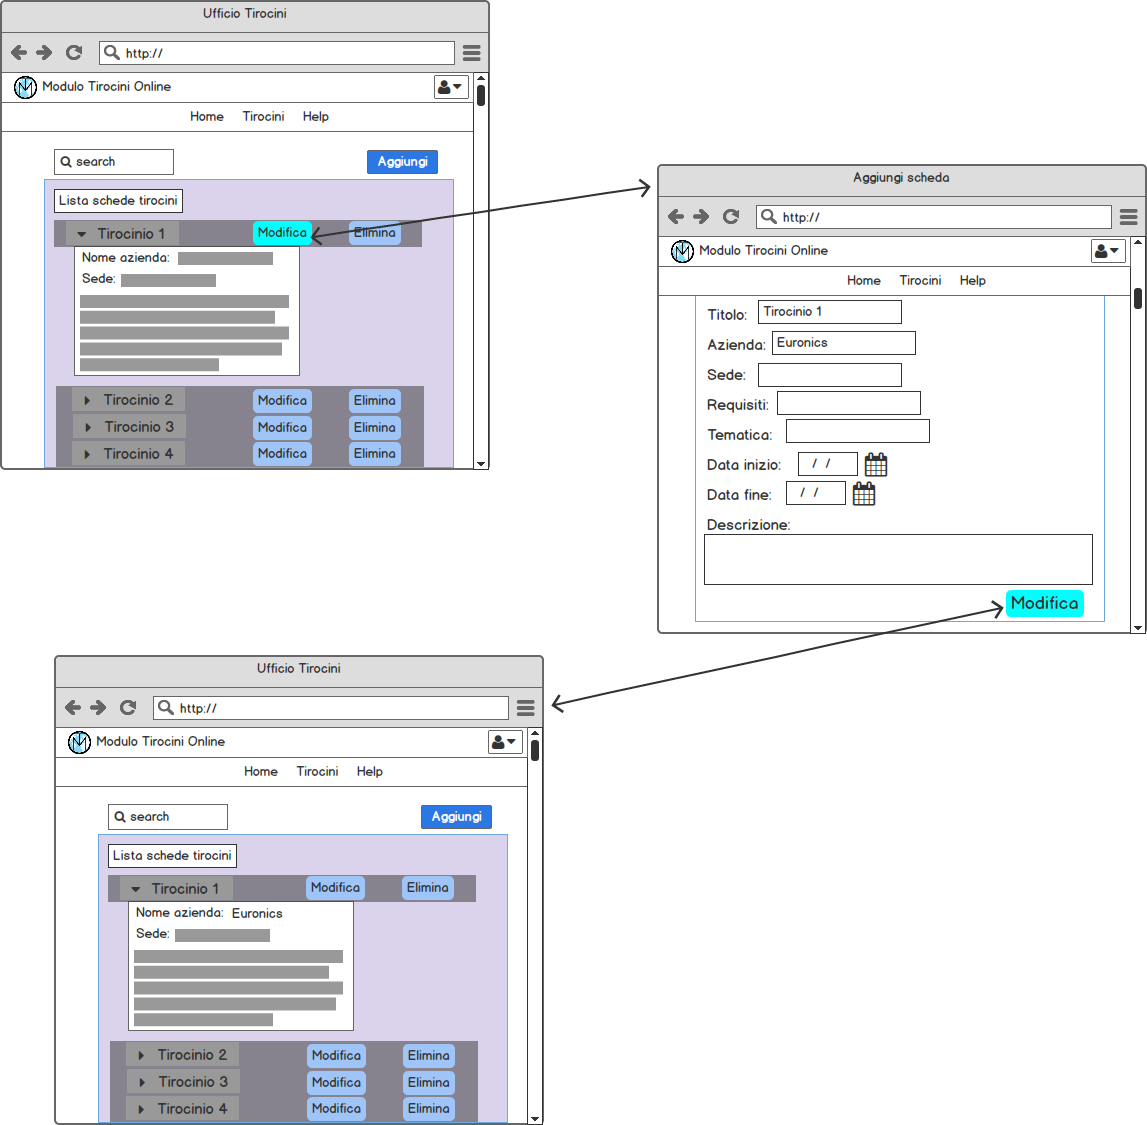 Ufficio Tirocini
http://
Modulo Tirocini Online
Home Tirocini Help
search Aggiungi
Lista schede tirocini
Tirocinio 1 Modifica Elimina
Nome azienda:
Sede:
Tirocinio 2 Modifica Elimina
Tirocinio 3 Modifica Elimina
Tirocinio 4 Modifica Elimina
Aggiungi scheda
http://
Modulo Tirocini Online
Home Tirocini Help
Titolo: Tirocinio 1
Azienda: Euronics
Sede:
Requisiti:
Tematica:
Data inizio: / /
Data fine: / /
Descrizione:
Modifica
Ufficio Tirocini
http://
Modulo Tirocini Online
Home Tirocini Help
search Aggiungi
Lista schede tirocini
Tirocinio 1 Modifica Elimina
Nome azienda: Euronics
Sede:
Tirocinio 2 Modifica Elimina
Tirocinio 3 Modifica Elimina
Tirocinio 4 Modifica Elimina